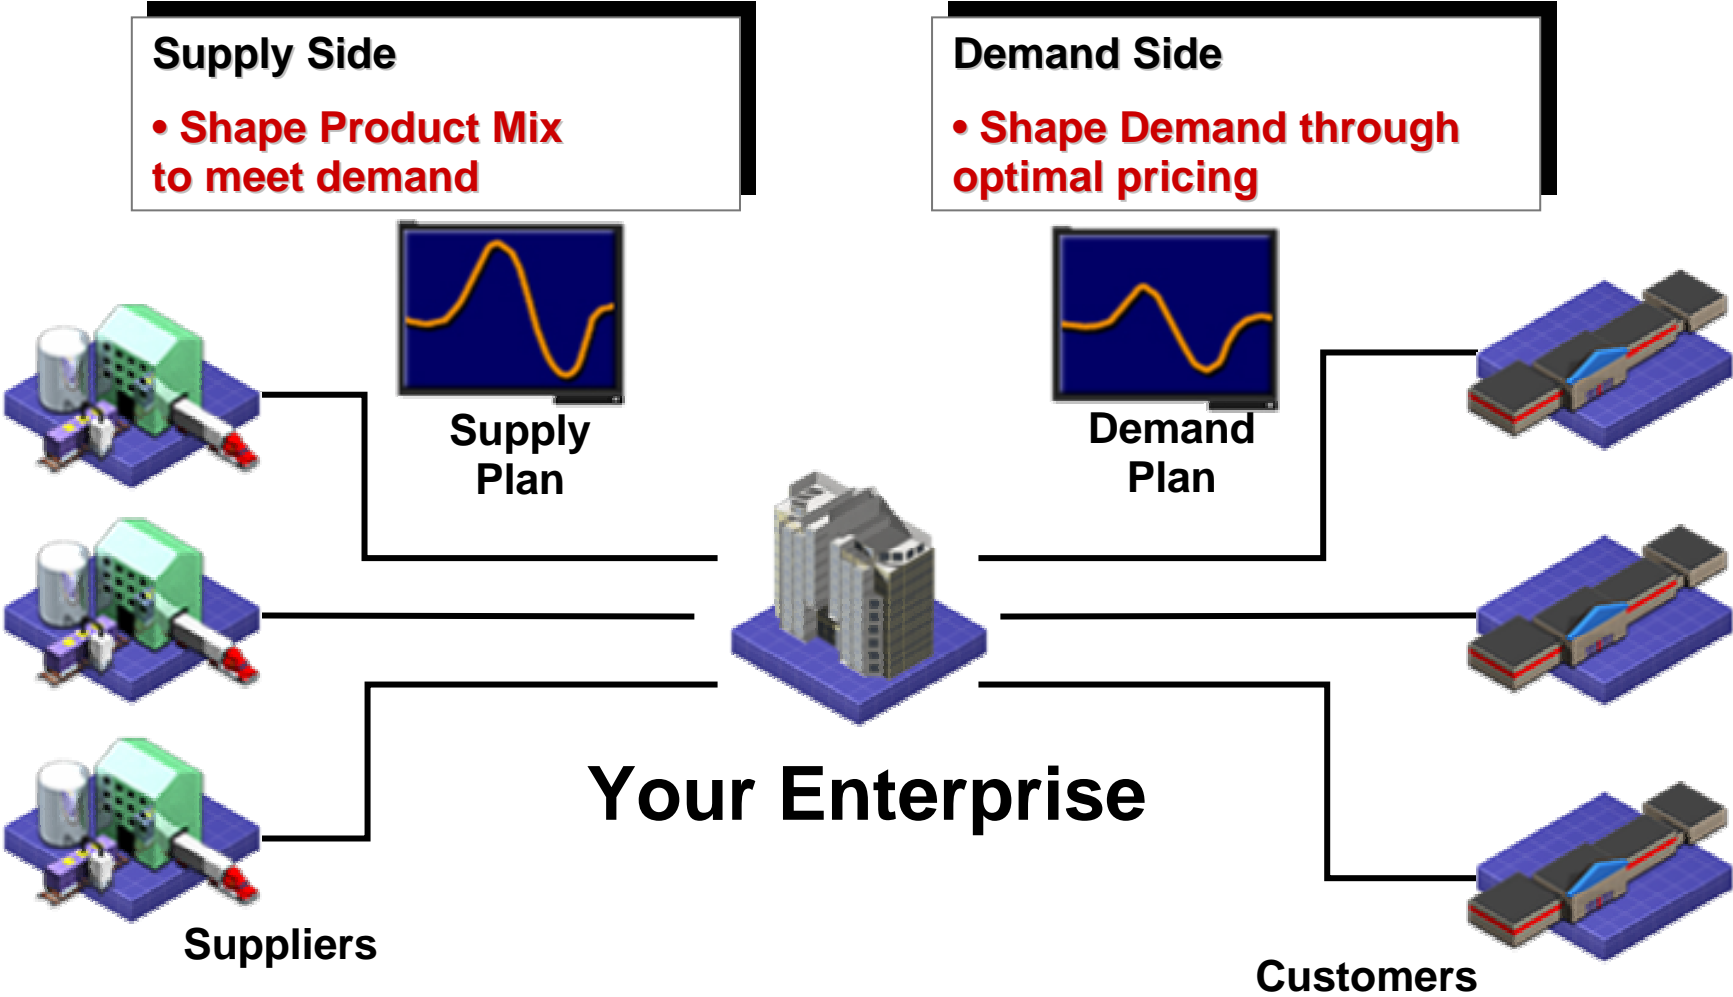 Supply Side
• Shape Product Mix
to meet demand
Demand Side
• Shape Demand through
optimal pricing
Supply
Plan
Demand
Plan
Your Enterprise
Suppliers
Customers